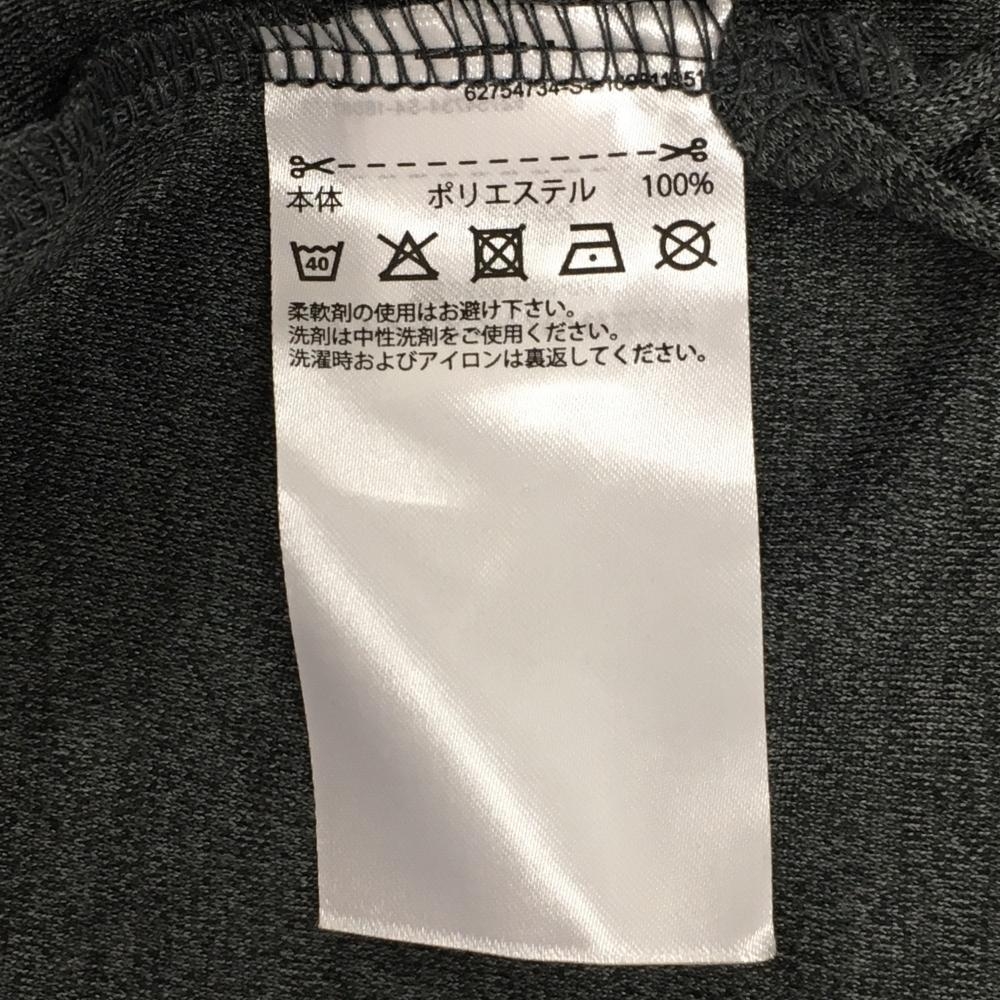 62754734-S4
本体 ポリエステル 100%
40
柔軟剤の使用はお避け下さい。
洗剤は中性洗剤をご使用ください。
洗濯時およびアイロンは裏返してください。